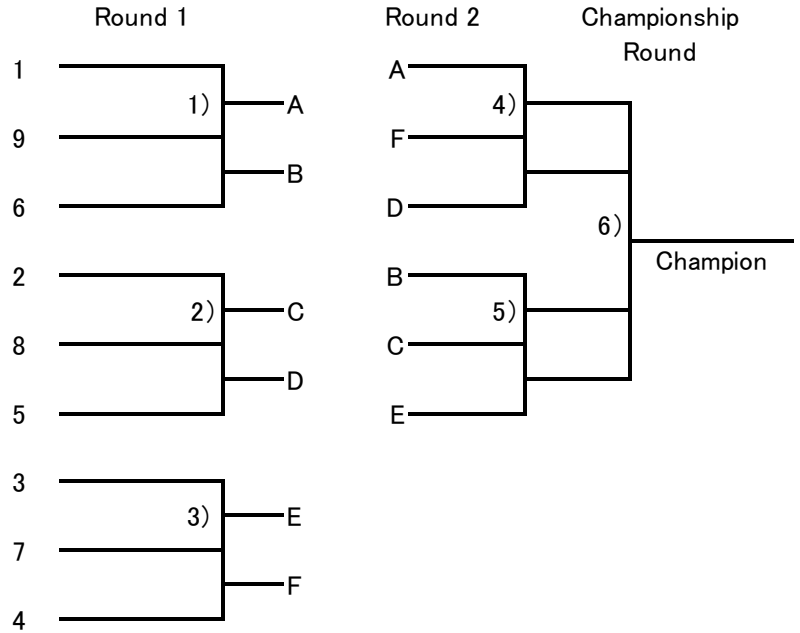 Round 1
Round 2
Championship
Round
1
9
6
1)
A
B
2
8
5
2)
C
D
3
7
4
3)
E
F
A
F
D
4)
B
C
E
5)
6)
Champion